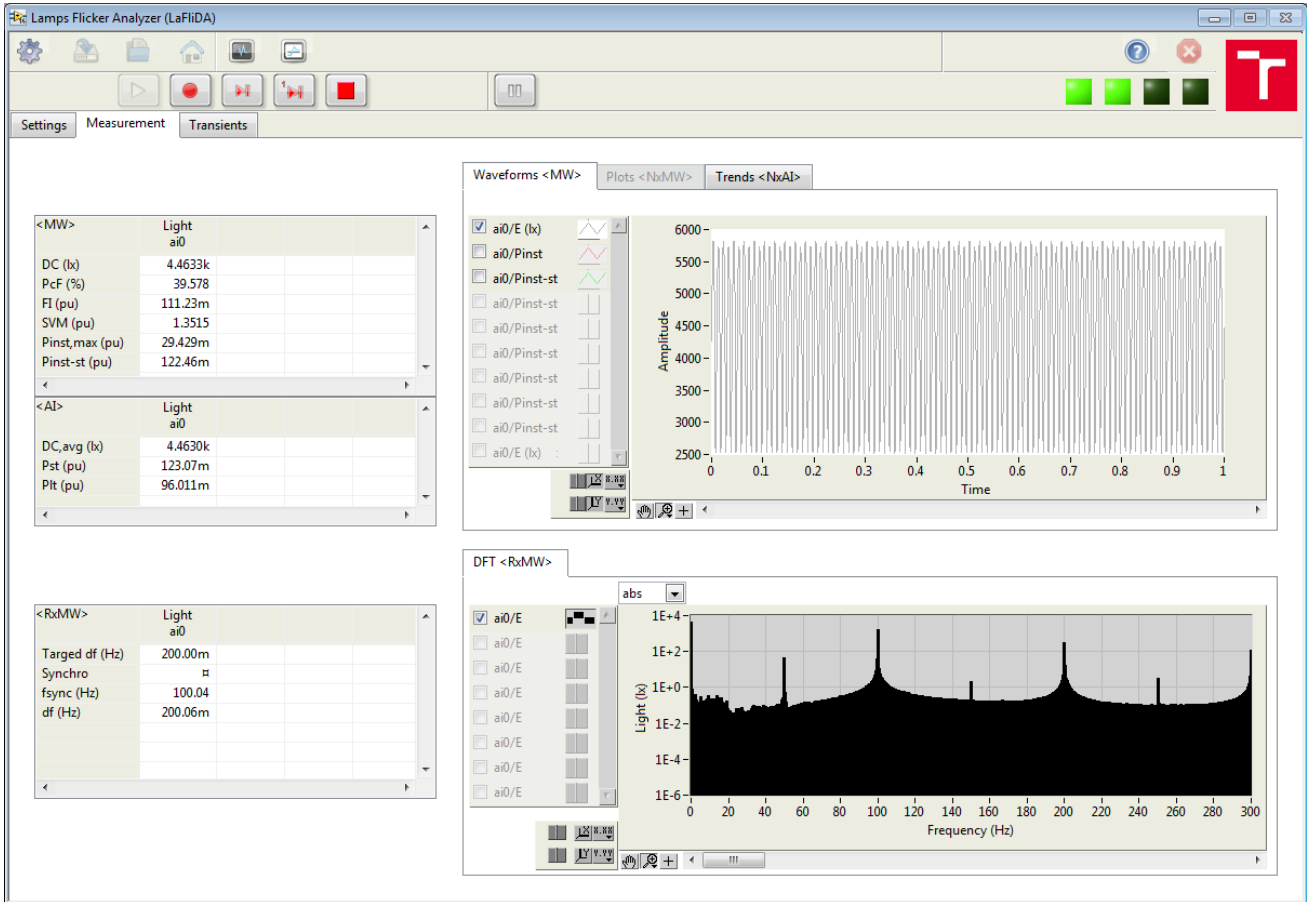 Lamps Flicker Analyzer (LaFliDA)
1
Settings Measurement Transients
Waveforms <MW> Plots <NxMW> Trends <NxAI>
<MW> Light
ai0
DC (lx) 4.4633k
PcF (%) 39.578
FI (pu) 111.23m
SVM (pu) 1.3515
Pinst,max (pu) 29.429m
Pinst-st (pu) 122.46m
<AI> Light
ai0
DC,avg (lx) 4.4630k
Pst (pu) 123.07m
Plt (pu) 96.011m
ai0/E (lx)
ai0/Pinst
ai0/Pinst-st
ai0/Pinst-st
ai0/Pinst-st
ai0/Pinst-st
ai0/Pinst-st
ai0/Pinst-st
ai0/Pinst-st
ai0/E (lx) :
X X.XX
Y Y.YY
Amplitude
6000
5500
5000
4500
4000
3500
3000
2500
0 0.1 0.2 0.3 0.4 0.5 0.6 0.7 0.8 0.9 1
Time
DFT <RxMW>
abs
<RxMW> Light
ai0
Targed df (Hz) 200.00m
Synchro ¤
fsync (Hz) 100.04
df (Hz) 200.06m
ai0/E
ai0/E
ai0/E
ai0/E
ai0/E
ai0/E
ai0/E
ai0/E
X X.XX
Y Y.YY
Light (lx)
1E+4
1E+2
1E+0
1E-2
1E-4
1E-6
0 20 40 60 80 100 120 140 160 180 200 220 240 260 280 300
Frequency (Hz)